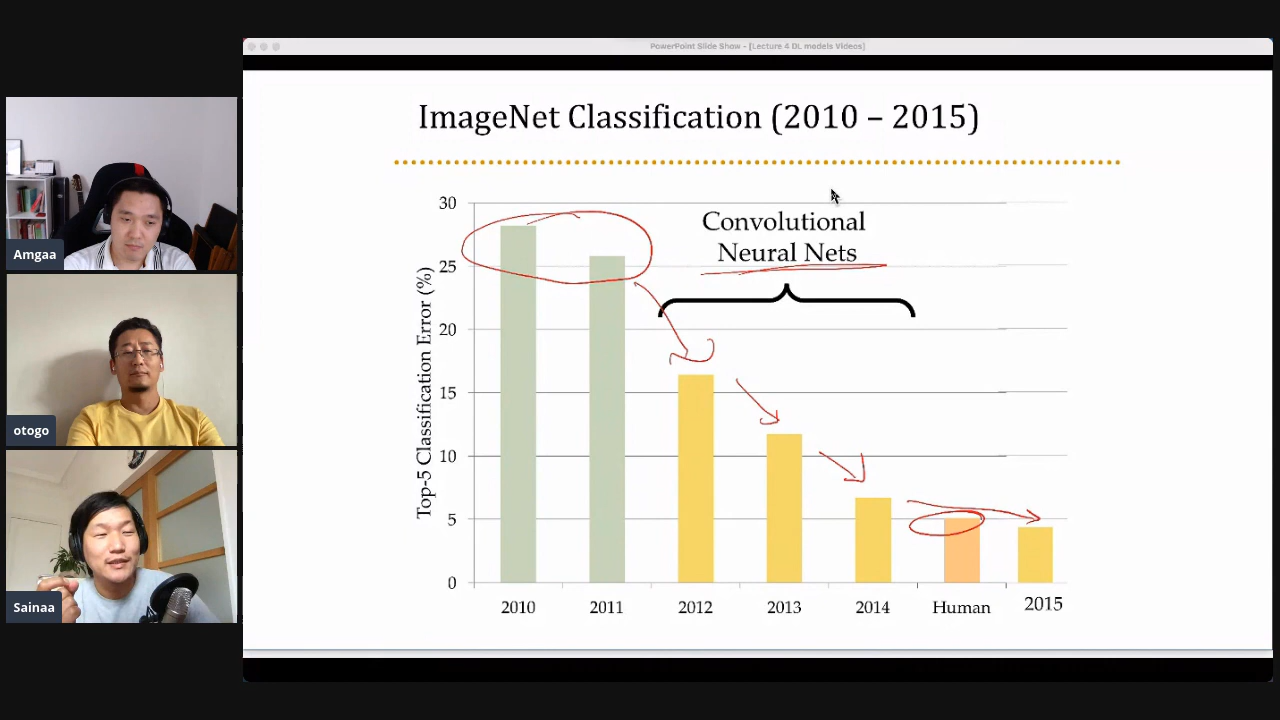 PowerPoint Slide Show - [Lecture 4 DL models Videos]
ImageNet Classification (2010 – 2015)
Convolutional
Neural Nets
Top-5 Classification Error (%)
30
25
20
15
10
5
0
2010
2011
2012
2013
2014
Human
2015
Amgaa
otogo
Sainaa